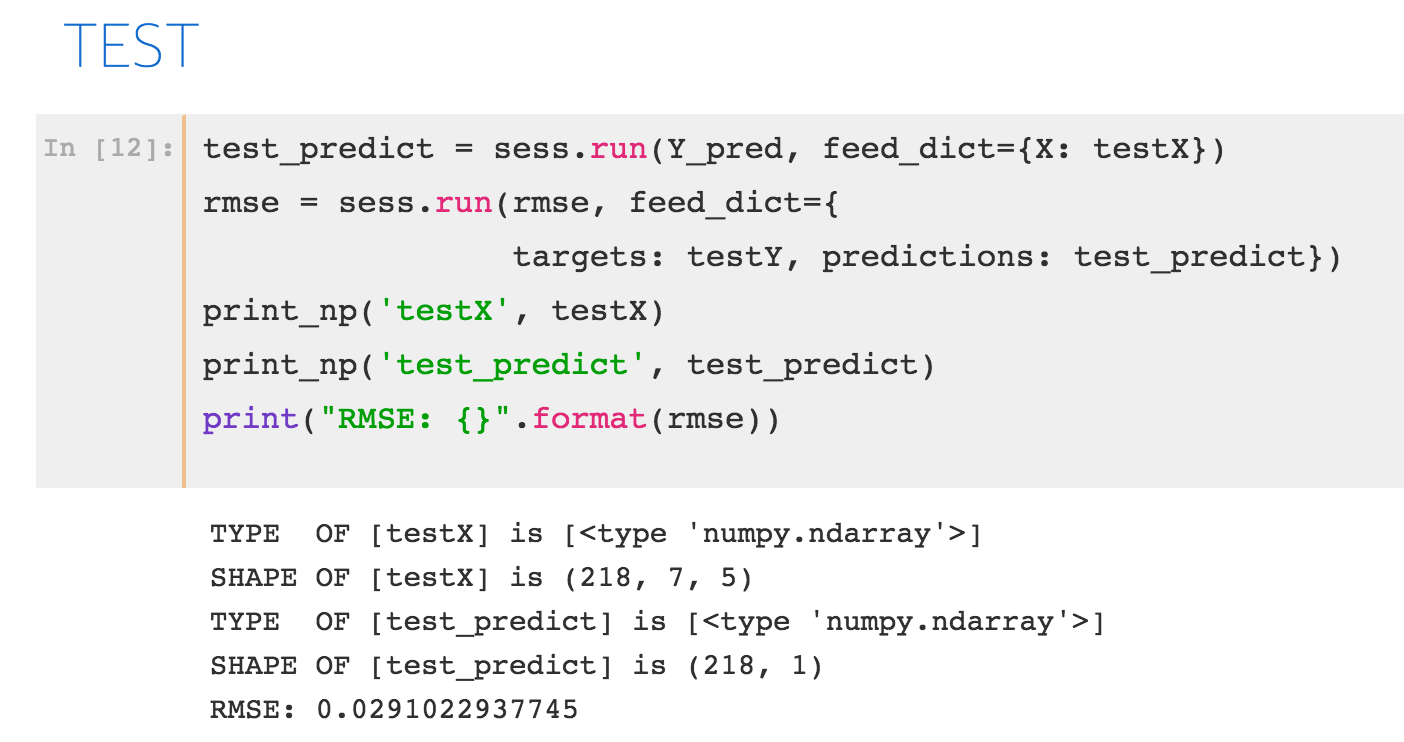 TEST
In [12]: test_predict = sess.run(Y_pred, feed_dict={X: testX})
rmse = sess.run(rmse, feed_dict={
                targets: testY, predictions: test_predict})
print_np('testX', testX)
print_np('test_predict', test_predict)
print("RMSE: {}".format(rmse))
TYPE  OF [testX] is [<type 'numpy.ndarray'>]
SHAPE OF [testX] is (218, 7, 5)
TYPE  OF [test_predict] is [<type 'numpy.ndarray'>]
SHAPE OF [test_predict] is (218, 1)
RMSE: 0.0291022937745